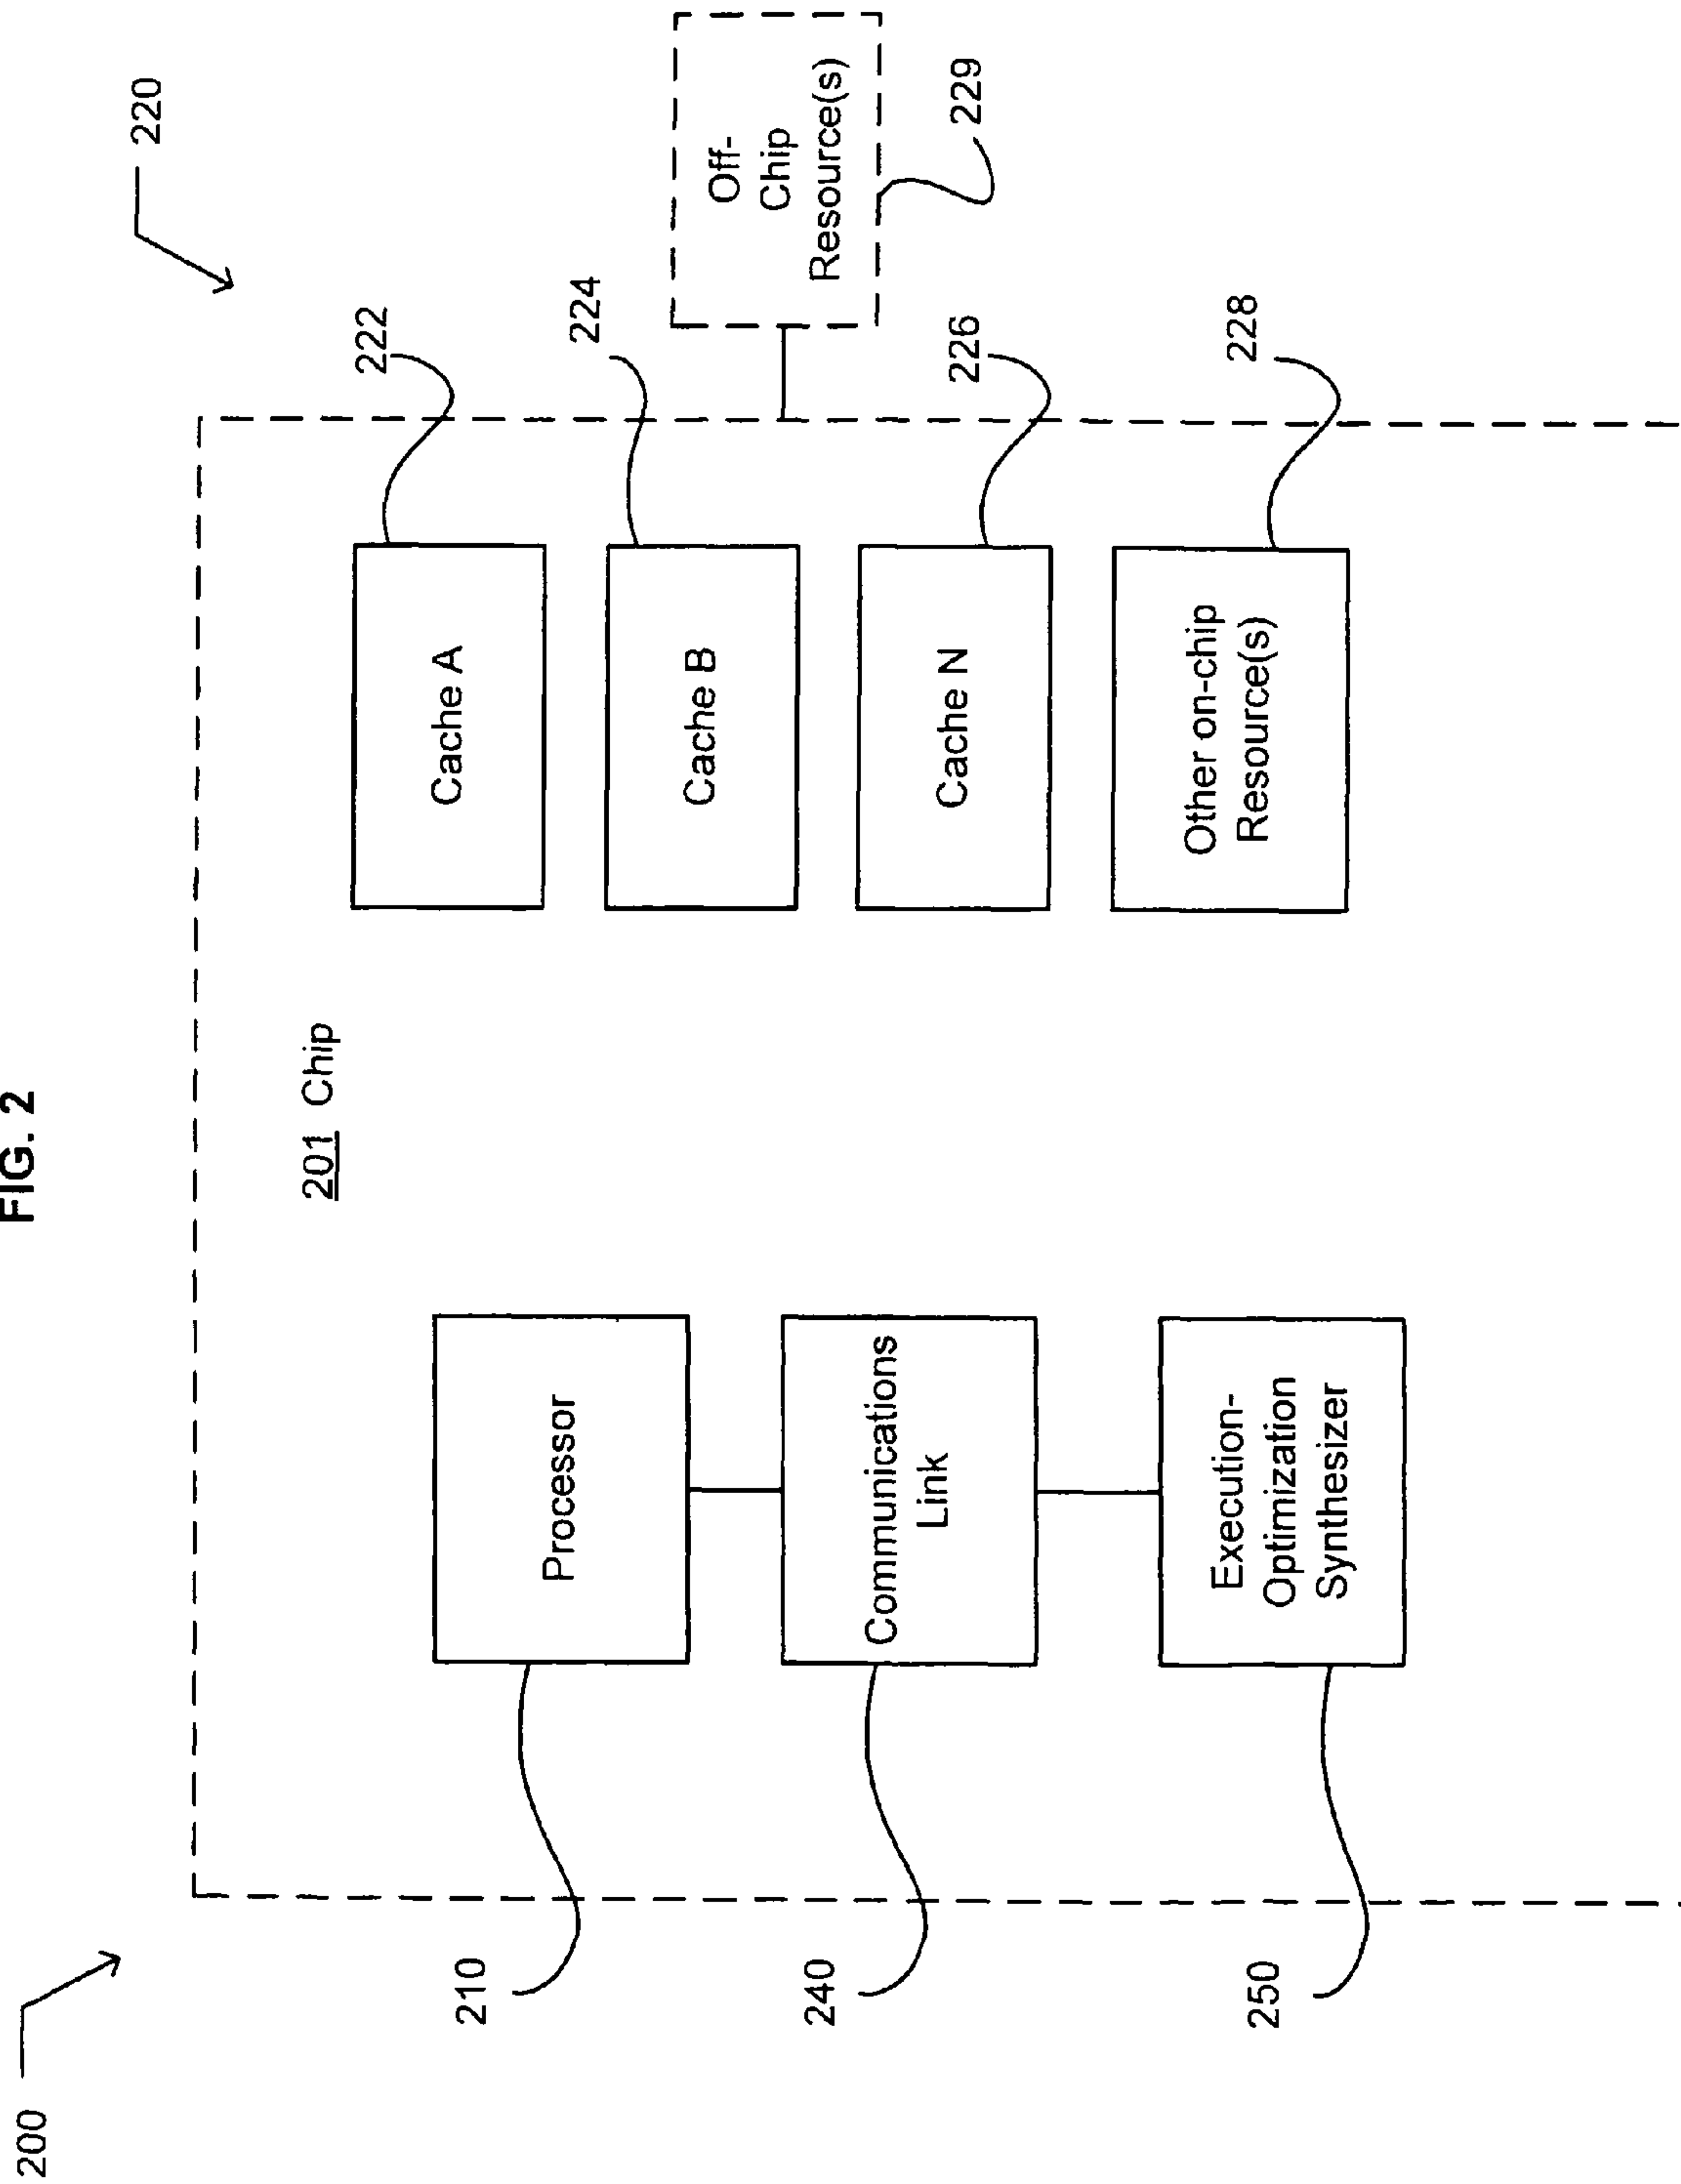 FIG. 2
200
220
201 Chip
210
Processor
240
Communications
Link
250
Execution-
Optimization
Synthesizer
Cache A
222
Cache B
224
Cache N
226
Other on-chip
Resource(s)
228
Off-
Chip
Resource(s)
229